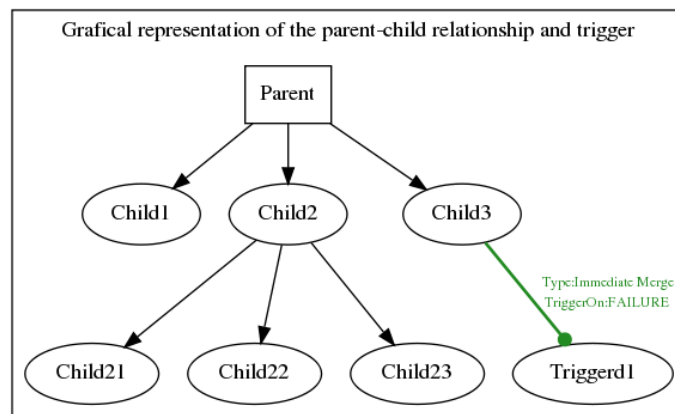 Grafical representation of the parent-child relationship and trigger
Parent
Child1
Child2
Child3
Type:Immediate Merge
TriggerOn:FAILURE
Child21
Child22
Child23
Triggerd1